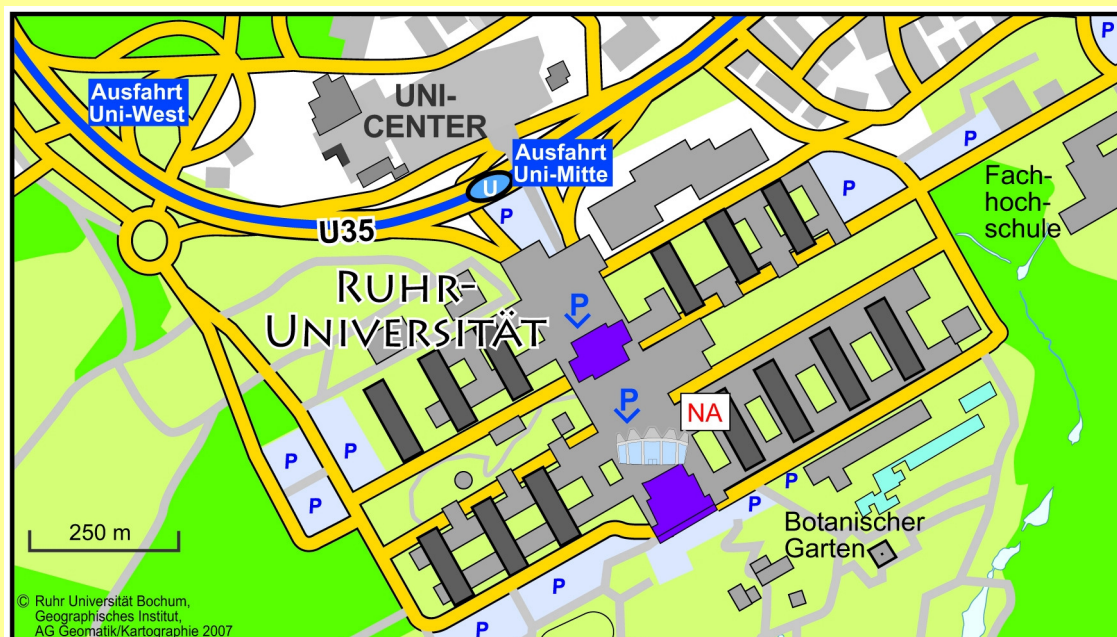 P
Ausfahrt
Uni-West
UNI-
CENTER
Ausfahrt
Uni-Mitte
U
P
P
P
U35
Fach-
hoch-
schule
RUHR-
UNIVERSITÄT
P
P
NA
P
P
P
P
P
250 m
Botanischer
Garten
P
P
© Ruhr Universität Bochum,
Geographisches Institut,
AG Geomatik/Kartographie 2007